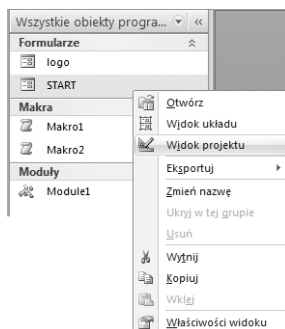 Wszystkie obiekty progra...
Formularze
logo
START
Makra
Makro1
Makro2
Moduły
Module1
Otwórz
Widok układu
Widok projektu
Eksportuj
Zmień nazwę
Ukryj w tej grupie
Usuń
Wytnij
Kopiuj
Wklej
Właściwości widoku